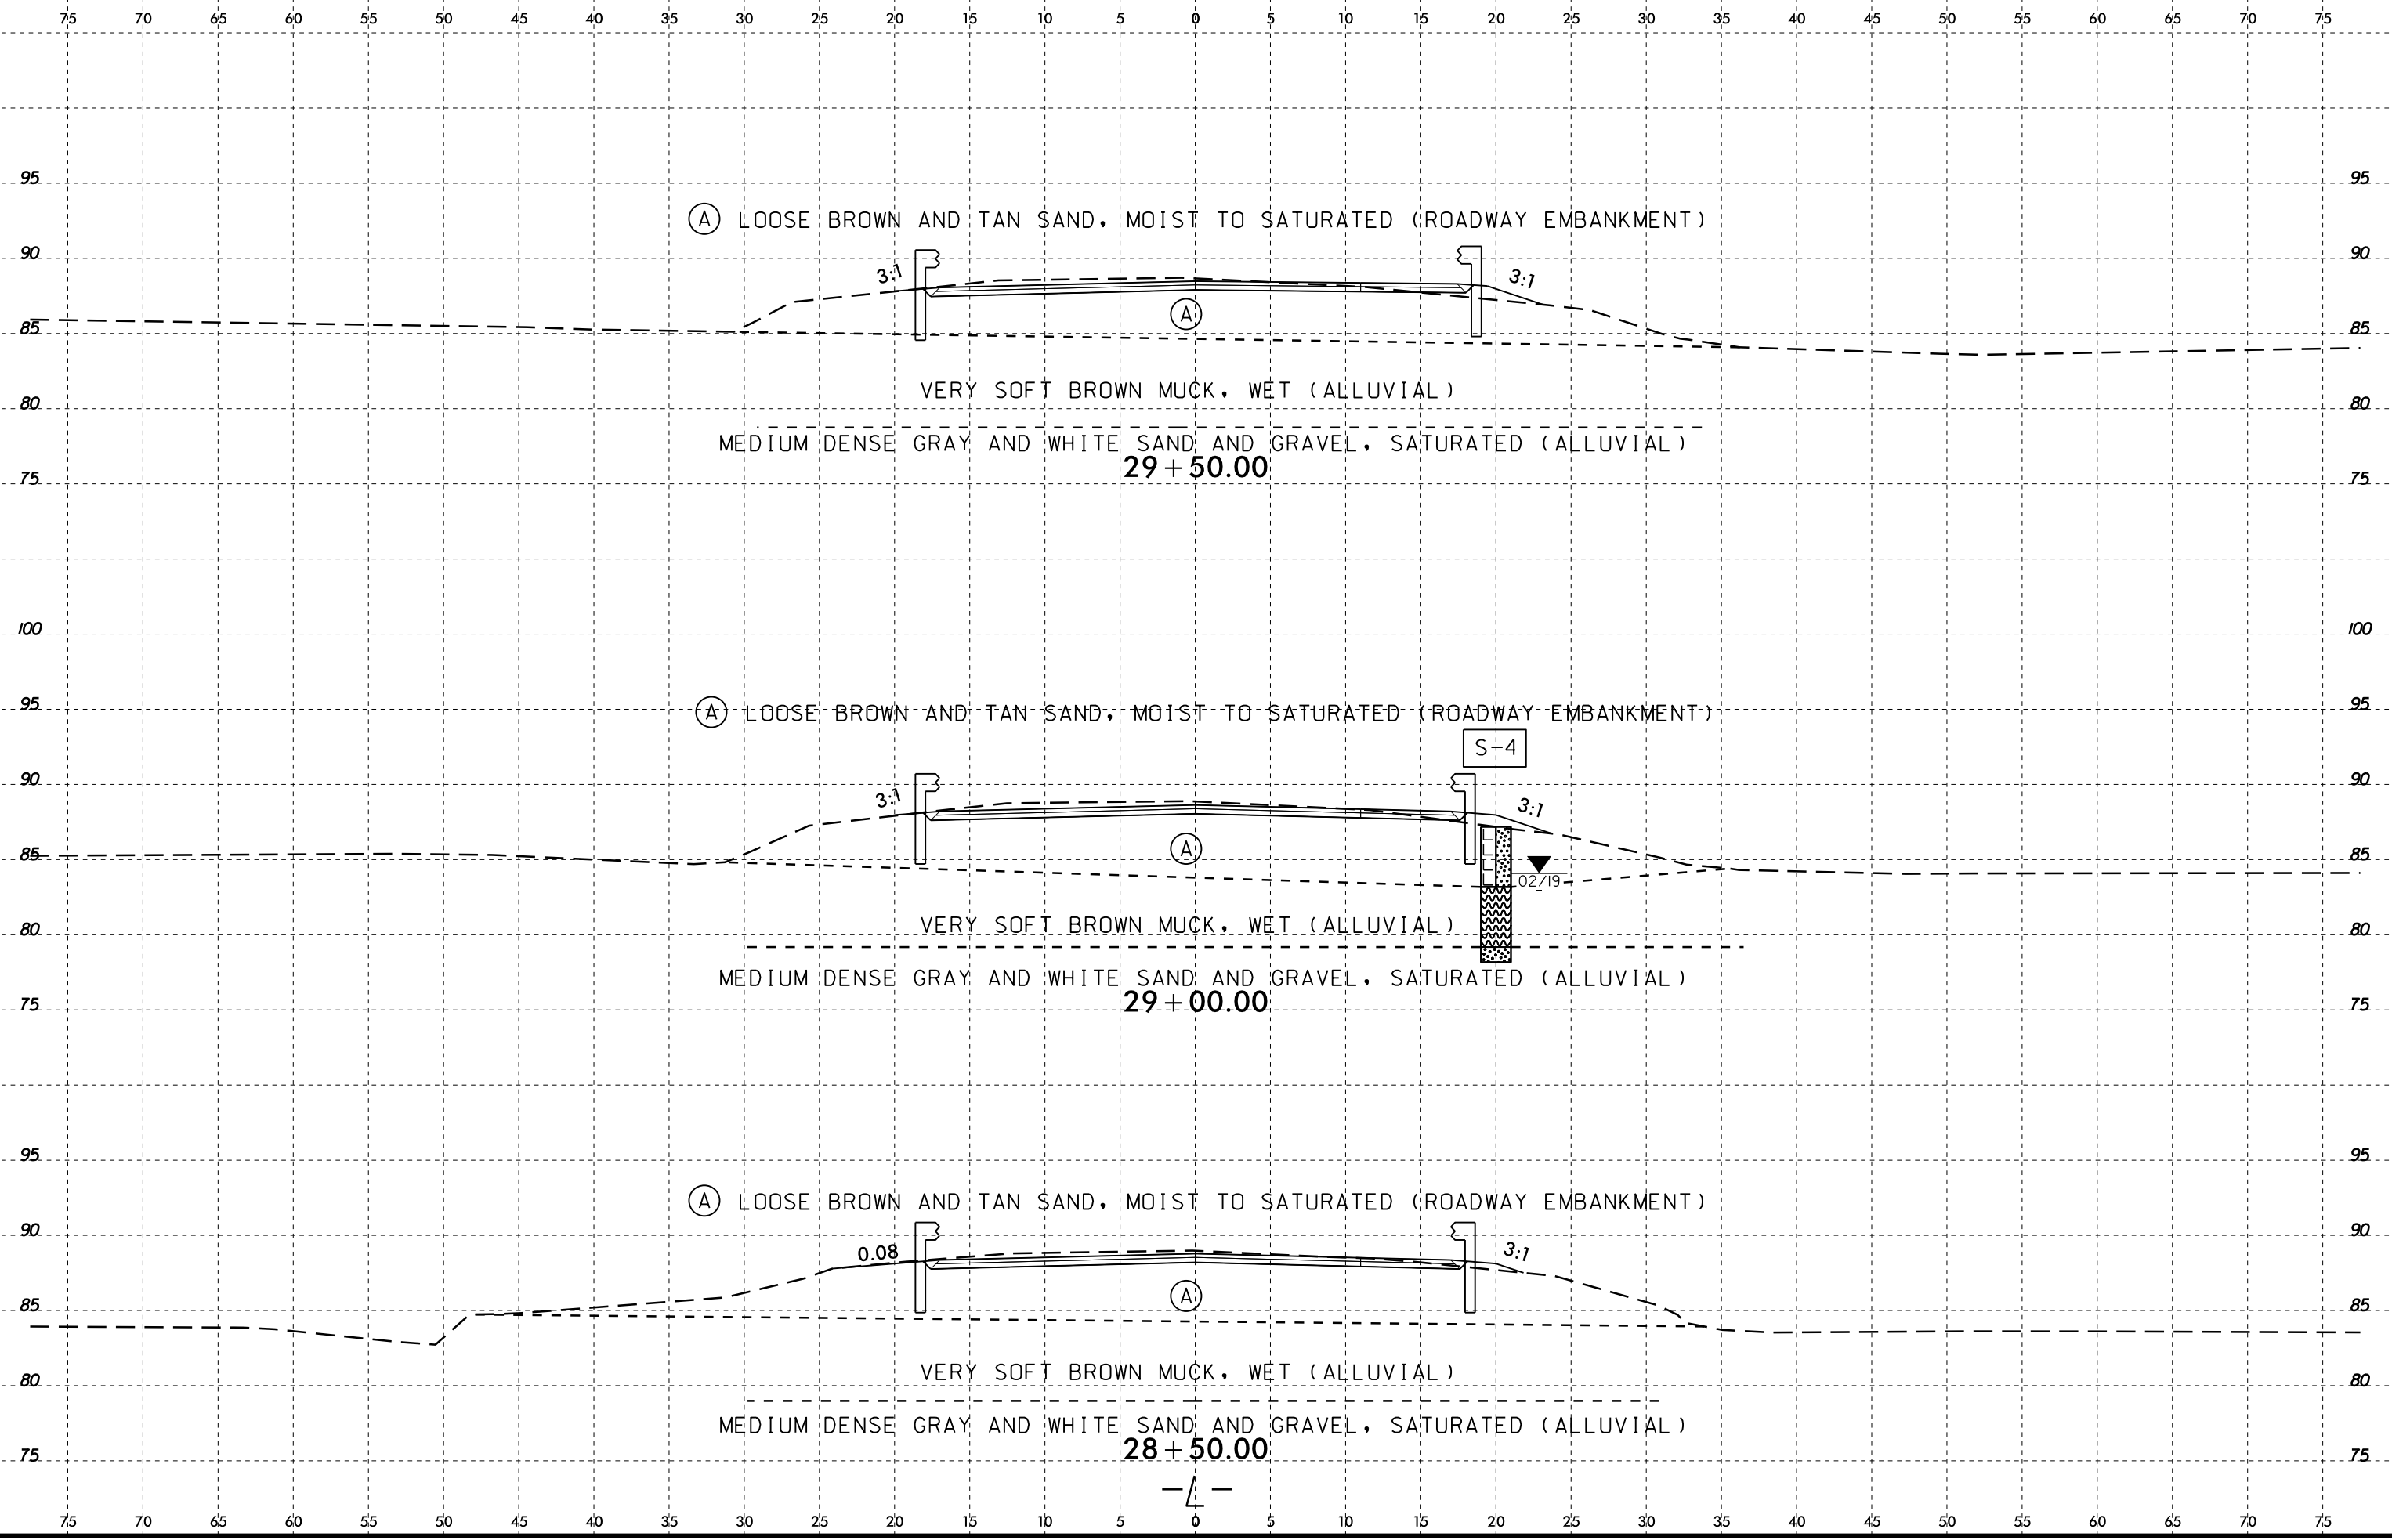 75 70 65 60 55 50 45 40 35 30 25 20 15 10 5 0 5 10 15 20 25 30 35 40 45 50 55 60 65 70 75
95 95
A LOOSE BROWN AND TAN SAND, MOIST TO SATURATED (ROADWAY EMBANKMENT)
90 90
3:1 3:1
A
85 85
VERY SOFT BROWN MUCK, WET (ALLUVIAL)
80 80
MEDIUM DENSE GRAY AND WHITE SAND AND GRAVEL, SATURATED (ALLUVIAL)
29+50.00
75 75
100 100
95 95
A LOOSE BROWN AND TAN SAND, MOIST TO SATURATED (ROADWAY EMBANKMENT)
S-4
90 90
3:1 3:1
A
85 85
02/19
VERY SOFT BROWN MUCK, WET (ALLUVIAL)
80 80
MEDIUM DENSE GRAY AND WHITE SAND AND GRAVEL, SATURATED (ALLUVIAL)
29+00.00
75 75
95 95
A LOOSE BROWN AND TAN SAND, MOIST TO SATURATED (ROADWAY EMBANKMENT)
90 90
0.08 3:1
A
85 85
VERY SOFT BROWN MUCK, WET (ALLUVIAL)
80 80
MEDIUM DENSE GRAY AND WHITE SAND AND GRAVEL, SATURATED (ALLUVIAL)
28+50.00
75 75
-L-
75 70 65 60 55 50 45 40 35 30 25 20 15 10 5 0 5 10 15 20 25 30 35 40 45 50 55 60 65 70 75